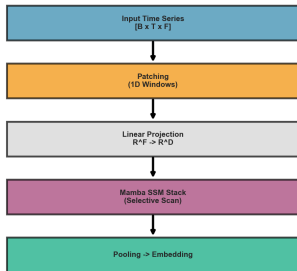 Input Time Series
[B x T x F]
Patching
(1D Windows)
Linear Projection
R^F -> R^D
Mamba SSM Stack
(Selective Scan)
Pooling -> Embedding